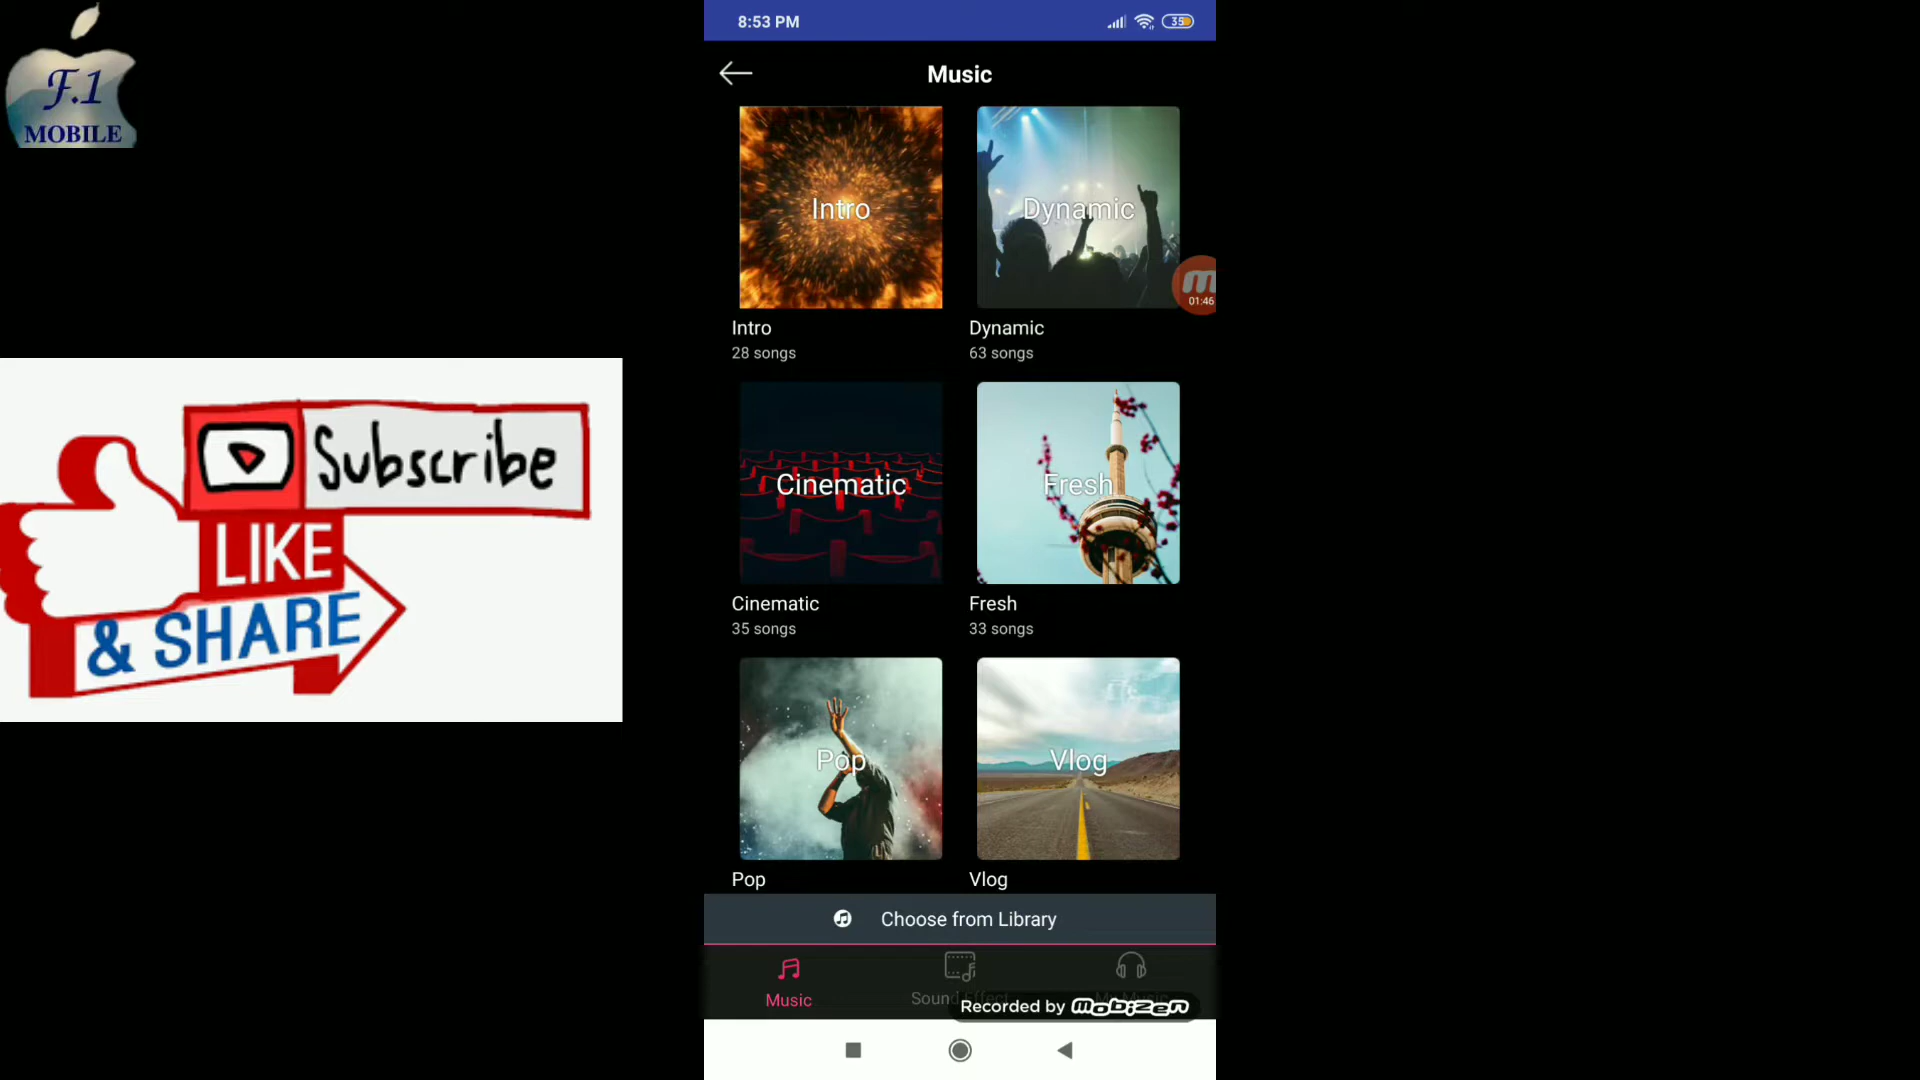 F.1
MOBILE
Subscribe
LIKE
& SHARE
8:53 PM
35
Music
Intro
Dynamic
01:46
Intro
Dynamic
28 songs
63 songs
Cinematic
Fresh
Cinematic
Fresh
35 songs
33 songs
Pop
Vlog
Pop
Vlog
Choose from Library
Music
Sound Effect
Recorded by mobizen